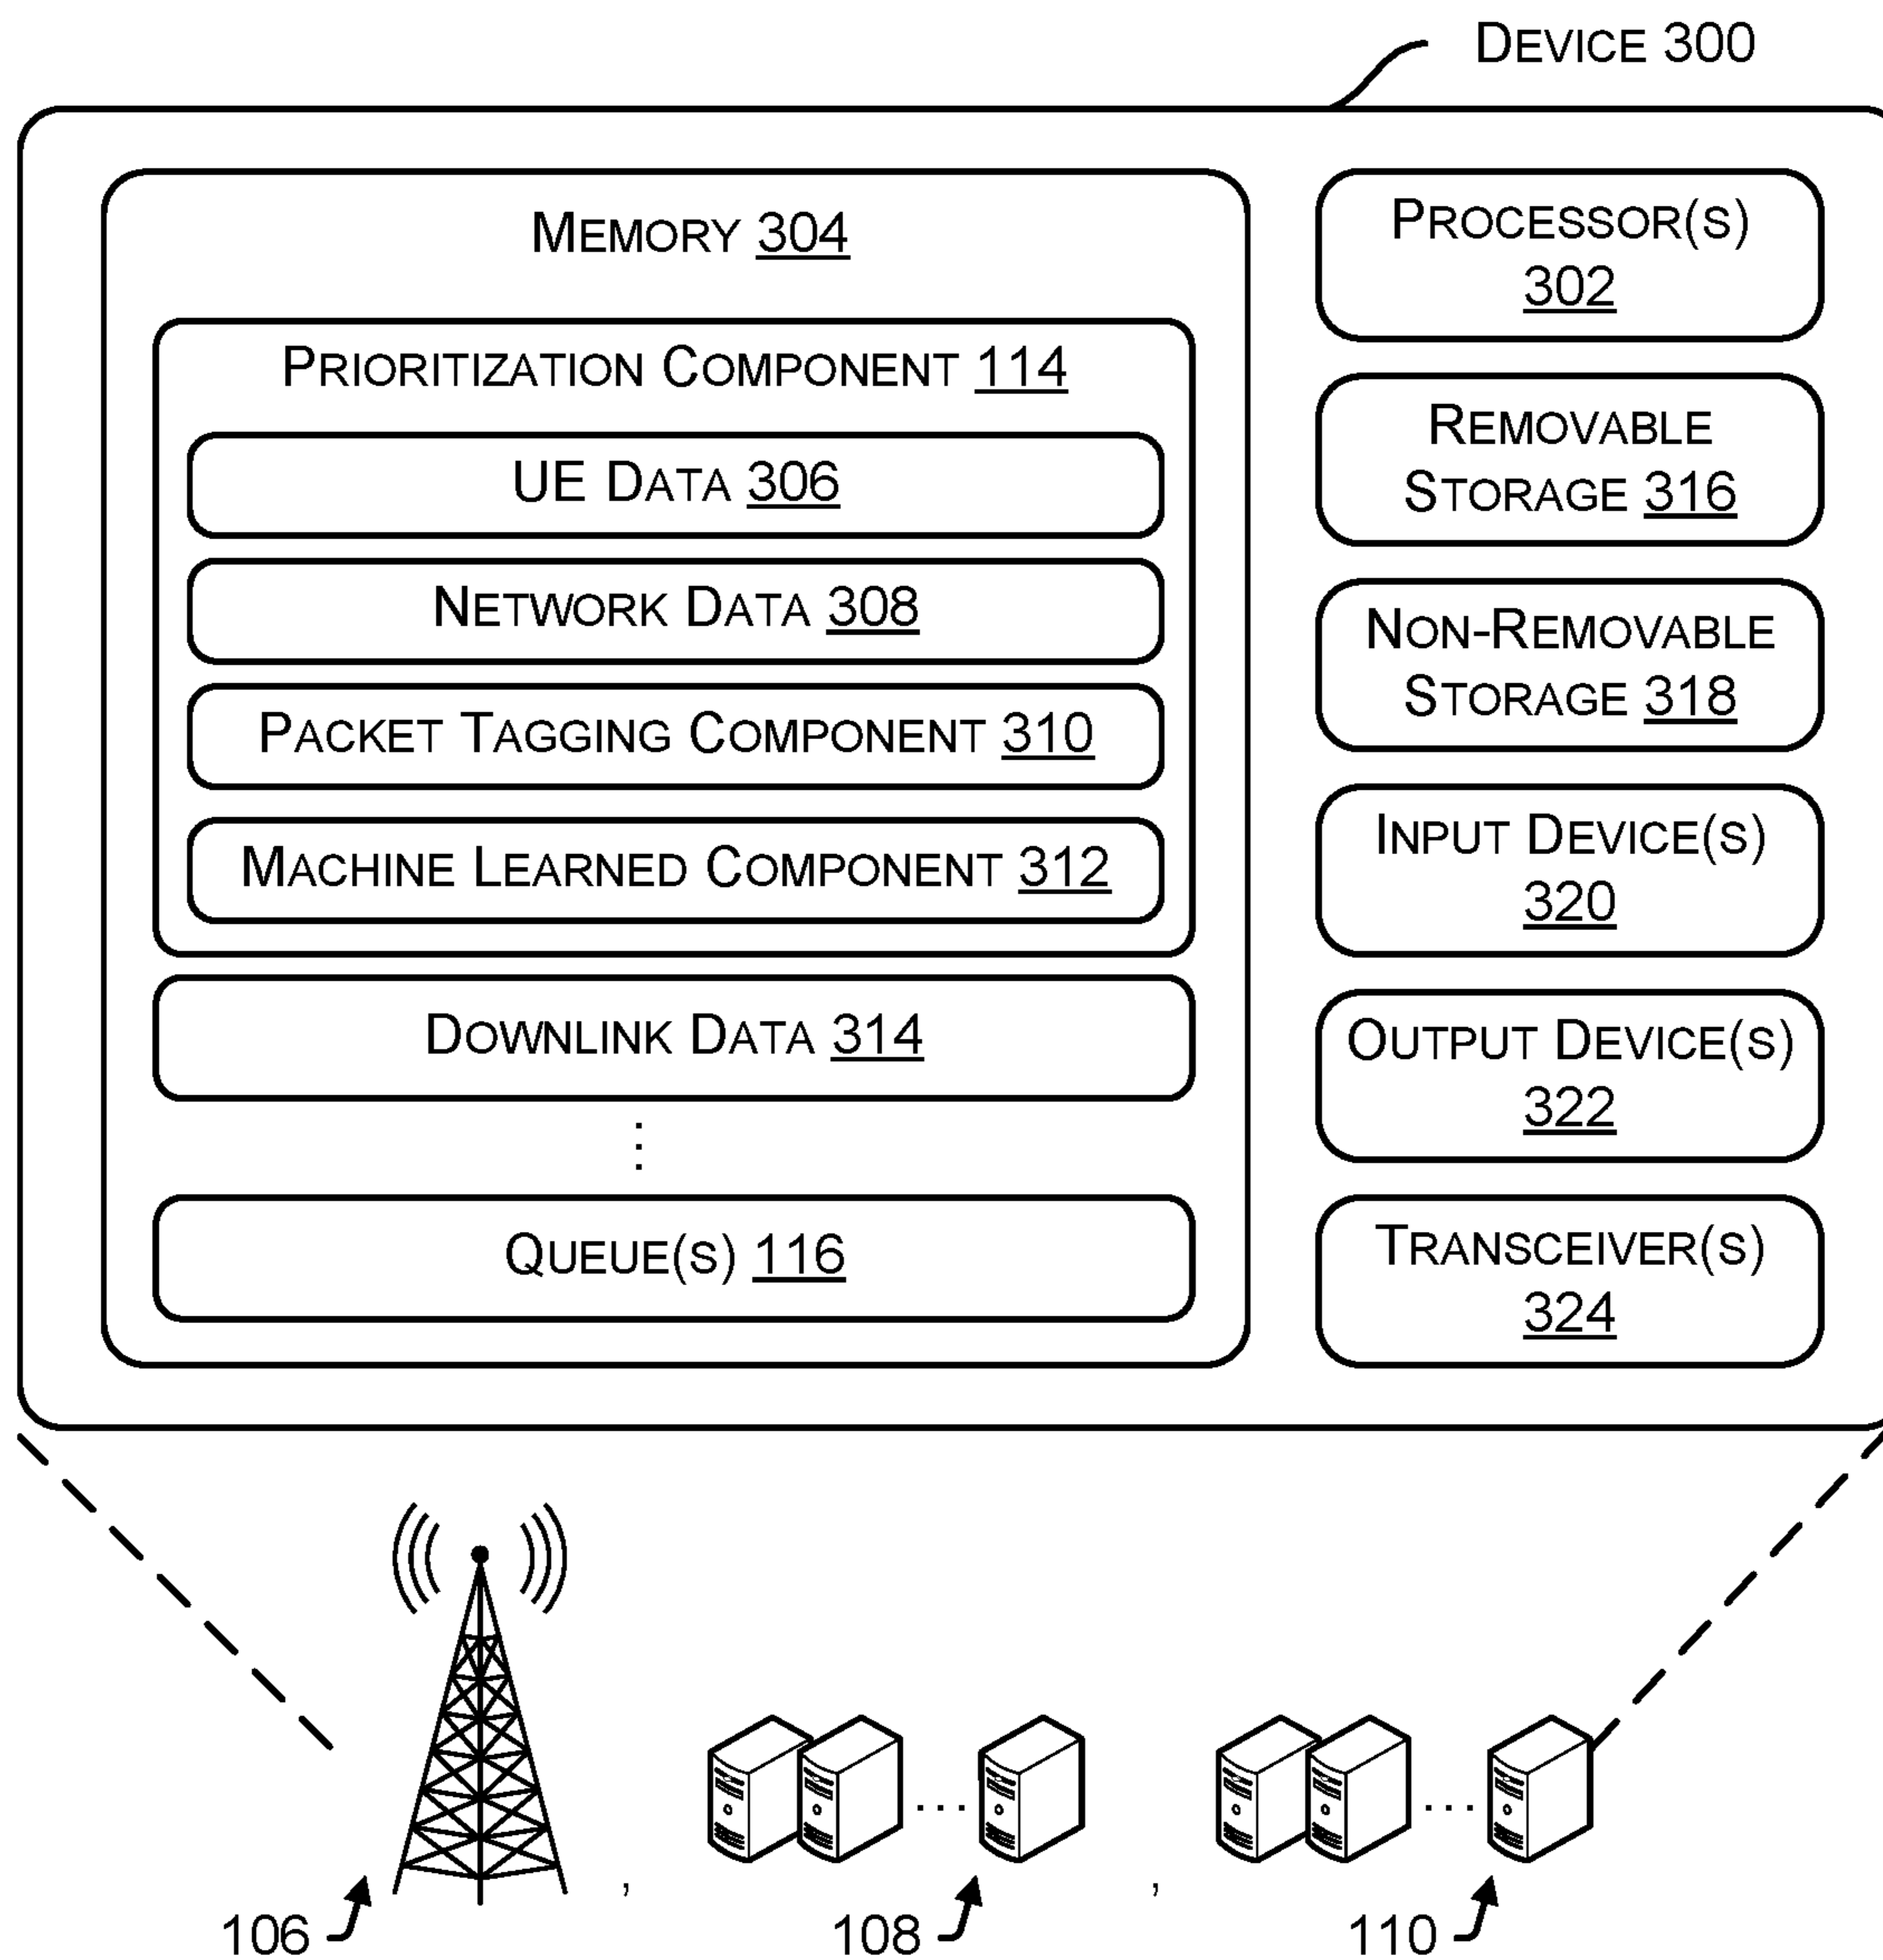 DEVICE 300
MEMORY 304
PRIORITIZATION COMPONENT 114
UE DATA 306
NETWORK DATA 308
PACKET TAGGING COMPONENT 310
MACHINE LEARNED COMPONENT 312
DOWNLINK DATA 314
⋮
QUEUE(S) 116
PROCESSOR(S)
302
REMOVABLE
STORAGE 316
NON-REMOVABLE
STORAGE 318
INPUT DEVICE(S)
320
OUTPUT DEVICE(S)
322
TRANSCEIVER(S)
324
, ... , ...
106 108 110